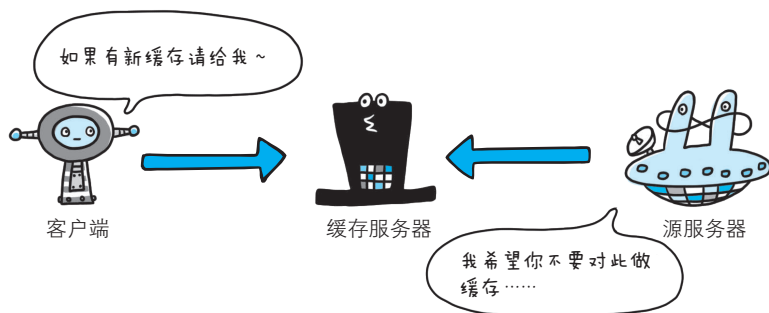 如果有新缓存请给我~
客户端
缓存服务器
源服务器
我希望你不要对此做
缓存……